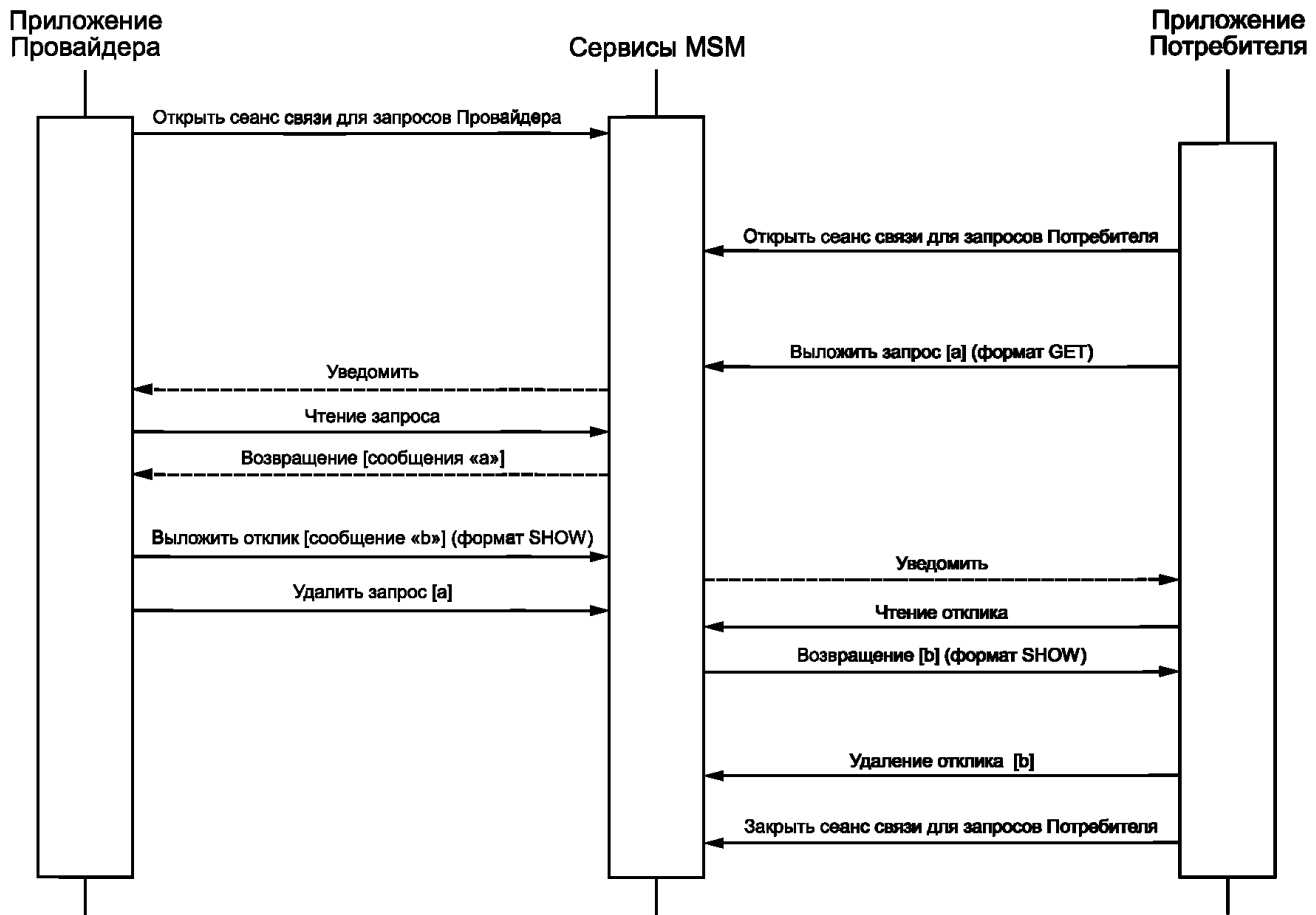 Приложение
Провайдера
Сервисы MSM
Приложение
Потребителя
Открыть сеанс связи для запросов Провайдера
Открыть сеанс связи для запросов Потребителя
Выложить запрос [a] (формат GET)
Уведомить
Чтение запроса
Возвращение [сообщения «a»]
Выложить отклик [сообщение «b»] (формат SHOW)
Уведомить
Удалить запрос [a]
Чтение отклика
Возвращение [b] (формат SHOW)
Удаление отклика [b]
Закрыть сеанс связи для запросов Потребителя